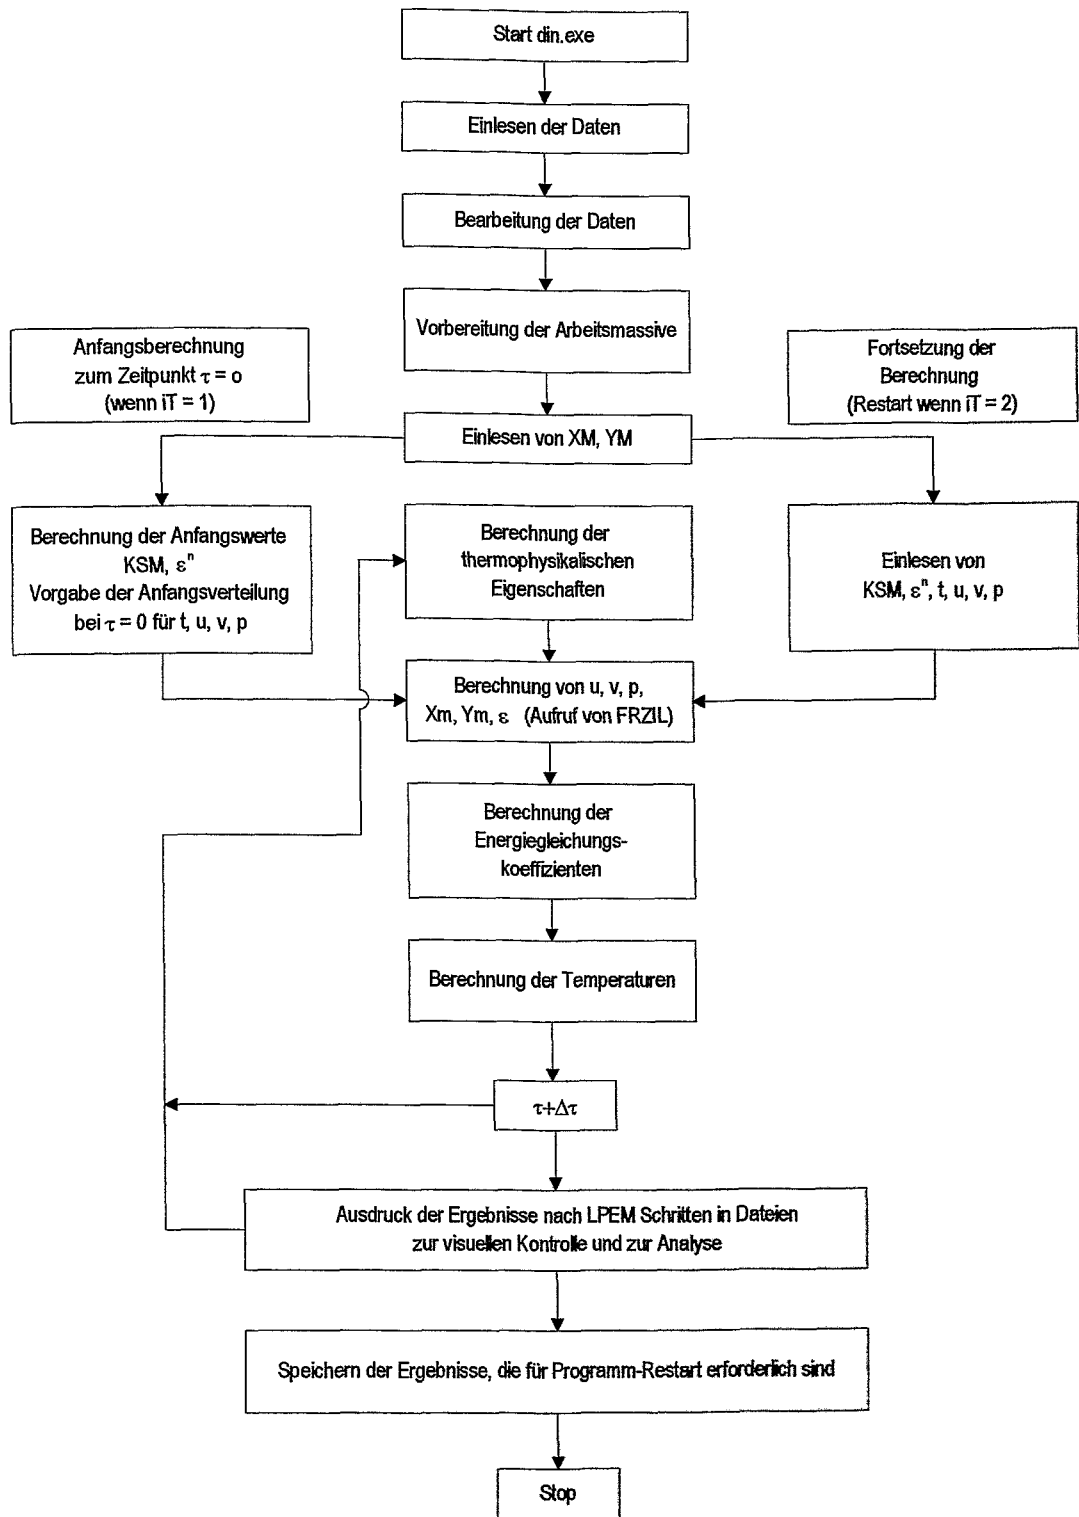 Start din.exe
Einlesen der Daten
Bearbeitung der Daten
Vorbereitung der Arbeitsmassive
Anfangsberechnung
zum Zeitpunkt τ = o
(wenn iT = 1)
Fortsetzung der
Berechnung
(Restart wenn iT = 2)
Einlesen von XM, YM
Berechnung der Anfangswerte
KSM, εⁿ
Vorgabe der Anfangsverteilung
bei τ = 0 für t, u, v, p
Berechnung der
thermophysikalischen
Eigenschaften
Einlesen von
KSM, εⁿ, t, u, v, p
Berechnung von u, v, p,
Xm, Ym, ε (Aufruf von FRZIL)
Berechnung der
Energiegleichungs-
koeffizienten
Berechnung der Temperaturen
τ+Δτ
Ausdruck der Ergebnisse nach LPEM Schritten in Dateien
zur visuellen Kontrolle und zur Analyse
Speichern der Ergebnisse, die für Programm-Restart erforderlich sind
Stop